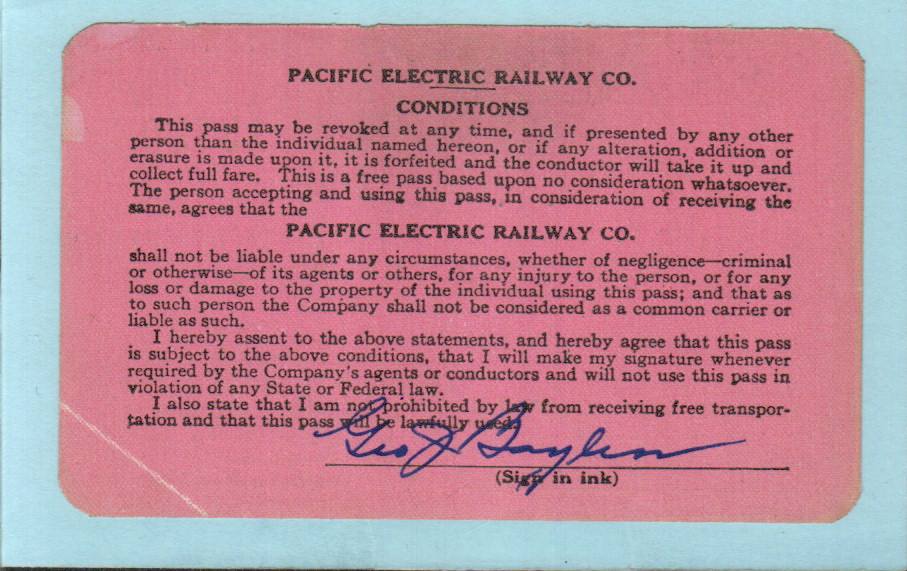 PACIFIC ELECTRIC RAILWAY CO.
CONDITIONS
This pass may be revoked at any time, and if presented by any other
person than the individual named hereon, or if any alteration, addition or
erasure is made upon it, it is forfeited and the conductor will take it up and
collect full fare. This is a free pass based upon no consideration whatsoever.
The person accepting and using this pass, in consideration of receiving the
same, agrees that the
PACIFIC ELECTRIC RAILWAY CO.
shall not be liable under any circumstances, whether of negligence—criminal
or otherwise—of its agents or others, for any injury to the person, or for any
loss or damage to the property of the individual using this pass; and that as
to such person the Company shall not be considered as a common carrier or
liable as such.
I hereby assent to the above statements, and hereby agree that this pass
is subject to the above conditions, that I will make my signature whenever
required by the Company's agents or conductors and will not use this pass in
violation of any State or Federal law.
I also state that I am not prohibited by law from receiving free transpor-
tation and that this pass will be lawfully used.
Geo J
(Sign in ink)